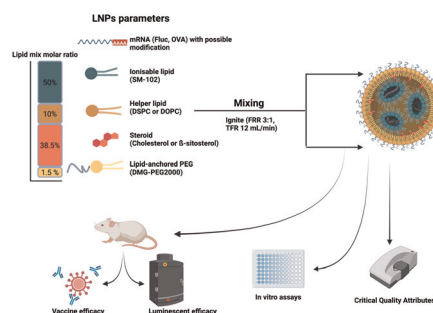 LNPs parameters
mRNA (Fluc, OVA) with possible
modification
Lipid mix molar ratio
50%
Ionisable lipid
(SM-102)
10%
Helper lipid
(DSPC or DOPC)
38.5%
Steroid
(Cholesterol or ß-sitosterol)
1.5 %
Lipid-anchored PEG
(DMG-PEG2000)
Mixing
Ignite (FRR 3:1,
TFR 12 mL/min)
Vaccine efficacy
Luminescent efficacy
In vitro assays
Critical Quality Attributes